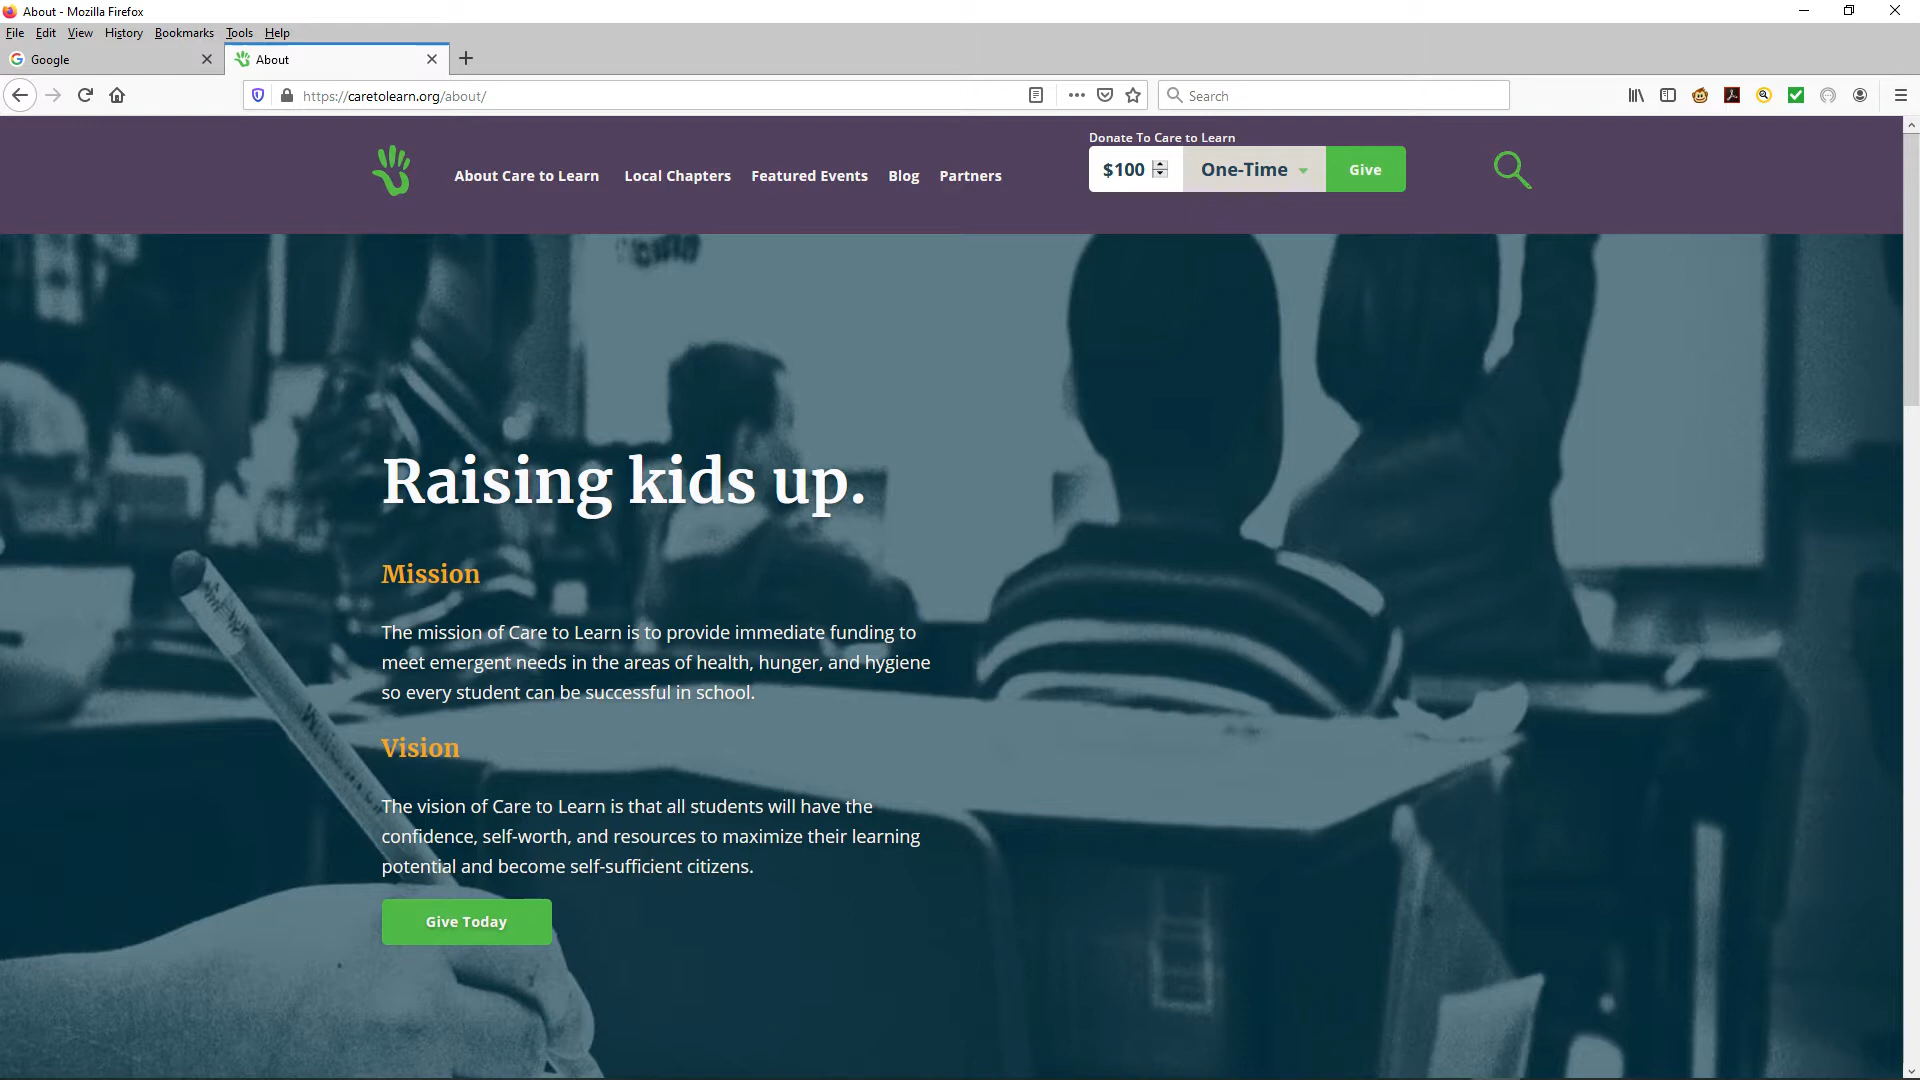 About - Mozilla Firefox
File Edit View History Bookmarks Tools Help
Google
About
https://caretolearn.org/about/
Search
Donate To Care to Learn
About Care to Learn Local Chapters Featured Events Blog Partners
$100 One-Time Give
Raising kids up.
Mission
The mission of Care to Learn is to provide immediate funding to
meet emergent needs in the areas of health, hunger, and hygiene
so every student can be successful in school.
Vision
The vision of Care to Learn is that all students will have the
confidence, self-worth, and resources to maximize their learning
potential and become self-sufficient citizens.
Give Today